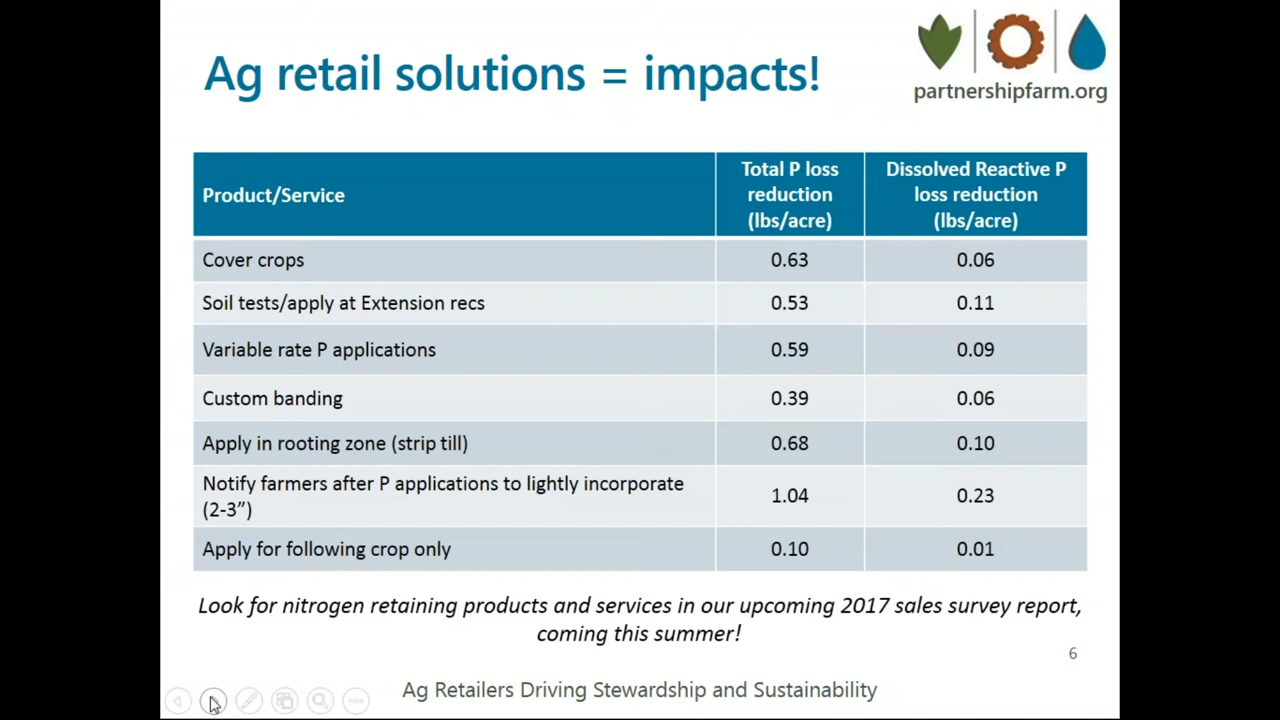 Ag retail solutions = impacts!
partnershipfarm.org
Product/Service
Total P loss
reduction
(lbs/acre)
Dissolved Reactive P
loss reduction
(lbs/acre)
Cover crops 0.63 0.06
Soil tests/apply at Extension recs 0.53 0.11
Variable rate P applications 0.59 0.09
Custom banding 0.39 0.06
Apply in rooting zone (strip till) 0.68 0.10
Notify farmers after P applications to lightly incorporate
(2-3”) 1.04 0.23
Apply for following crop only 0.10 0.01
Look for nitrogen retaining products and services in our upcoming 2017 sales survey report,
coming this summer!
6
Ag Retailers Driving Stewardship and Sustainability